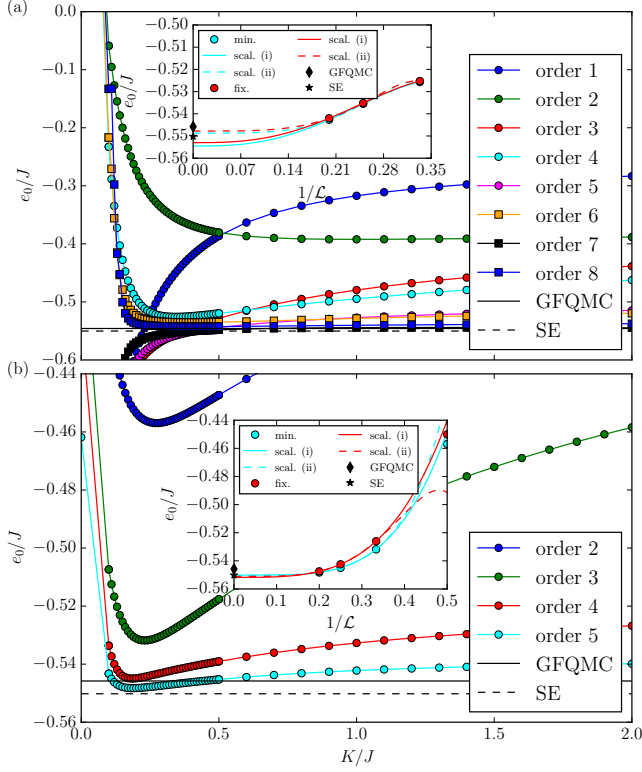 (a)
0.0
−0.1
−0.3
−0.4
−0.5
−0.6
e₀/J
−0.50
−0.52
−0.53
−0.55
−0.56
e₀/J
min.
scal. (i)
scal. (ii)
fix.
scal. (i)
scal. (ii)
GFQMC
SE
0.00 0.07 0.14 0.21 0.28 0.35
1/ℒ
order 1
order 2
order 3
order 4
order 5
order 6
order 7
order 8
GFQMC
SE
(b)
−0.44
−0.46
−0.48
−0.50
−0.52
−0.54
−0.56
e₀/J
−0.44
−0.46
−0.48
−0.50
−0.52
−0.54
−0.56
e₀/J
min.
scal. (i)
scal. (ii)
fix.
scal. (i)
scal. (ii)
GFQMC
SE
0.0 0.1 0.2 0.3 0.4 0.5
1/ℒ
order 2
order 3
order 4
order 5
GFQMC
SE
0.0 0.5 1.0 1.5 2.0
K/J